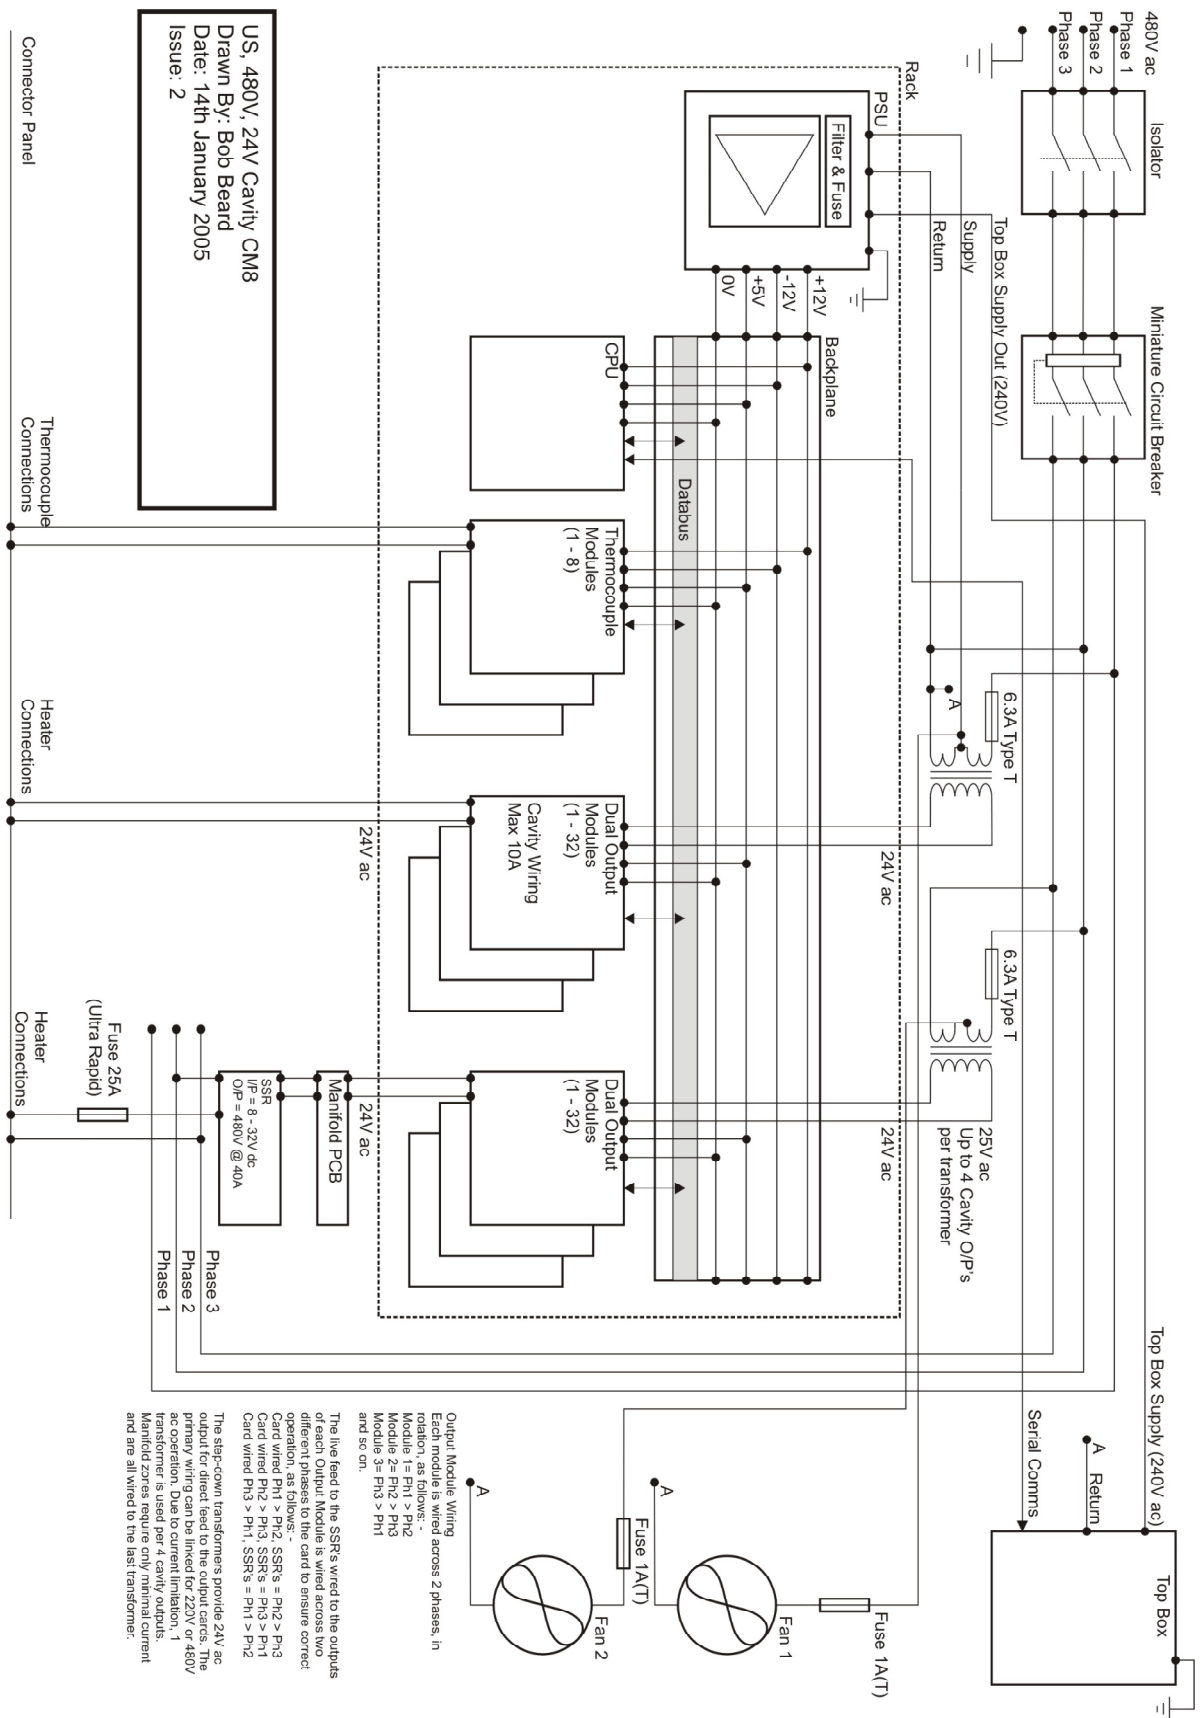 480V ac
Phase 1
Phase 2
Phase 3
Isolator
Miniature Circuit Breaker
Top Box Supply (240V ac)
Top Box
A
Return
Serial Comms
Rack
PSU
Filter & Fuse
Top Box Supply Out (240V)
Supply
Return
+12V
-12V
+5V
0V
Backplane
Databus
CPU
Thermocouple
Modules
(1 - 8)
Dual Output
Modules
(1 - 32)
Cavity Wiring
Max 10A
Dual Output
Modules
(1 - 32)
A
6.3A Type T
6.3A Type T
24V ac
24V ac
25V ac
Up to 4 Cavity O/P's
per transformer
24V ac
24V ac
Manifold PCB
SSR
I/P = 8 - 32V dc
O/P = 480V @ 40A
Fuse 25A
(Ultra Rapid)
Phase 3
Phase 2
Phase 1
Fuse 1A(T)
Fan 1
A
Fuse 1A(T)
Fan 2
A
Output Module Wiring
Each module is wired across 2 phases, in
rotation, as follows: -
Module 1= Ph1 > Ph2
Module 2= Ph2 > Ph3
Module 3= Ph3 > Ph1
and so on.
The live feed to the SSR's wired to the outputs
of each Output Module is wired across two
different phases to the card to ensure correct
operation, as follows: -
Card wired Ph1 > Ph2, SSR's = Ph2 > Ph3
Card wired Ph2 > Ph3, SSR's = Ph3 > Ph1
Card wired Ph3 > Ph1, SSR's = Ph1 > Ph2
The step-down transformers provide 24V ac
output for direct feed to the output cards. The
primary wiring can be linked for 220V or 480V
ac operation. Due to current limitation, 1
transformer is used per 4 cavity outputs.
Manifold zones require only minimal current
and are all wired to the last transformer.
US, 480V, 24V Cavity CM8
Drawn By: Bob Beard
Date: 14th January 2005
Issue: 2
Connector Panel
Thermocouple
Connections
Heater
Connections
Heater
Connections